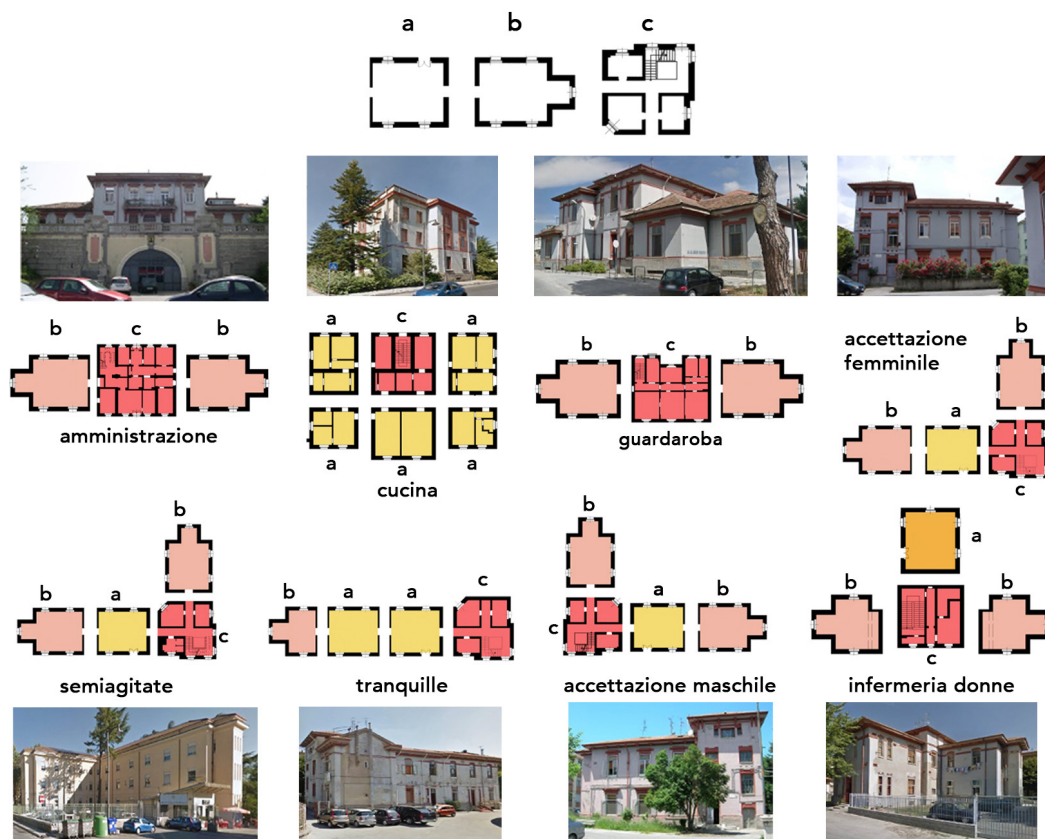 a b c
b c b
amministrazione
a c a
a a a
cucina
b c b
guardaroba
accettazione
femminile
b
b a
c
b
b a
c
semiagitate
b a a c
tranquille
b
c a b
accettazione maschile
a
b b
c
infermeria donne